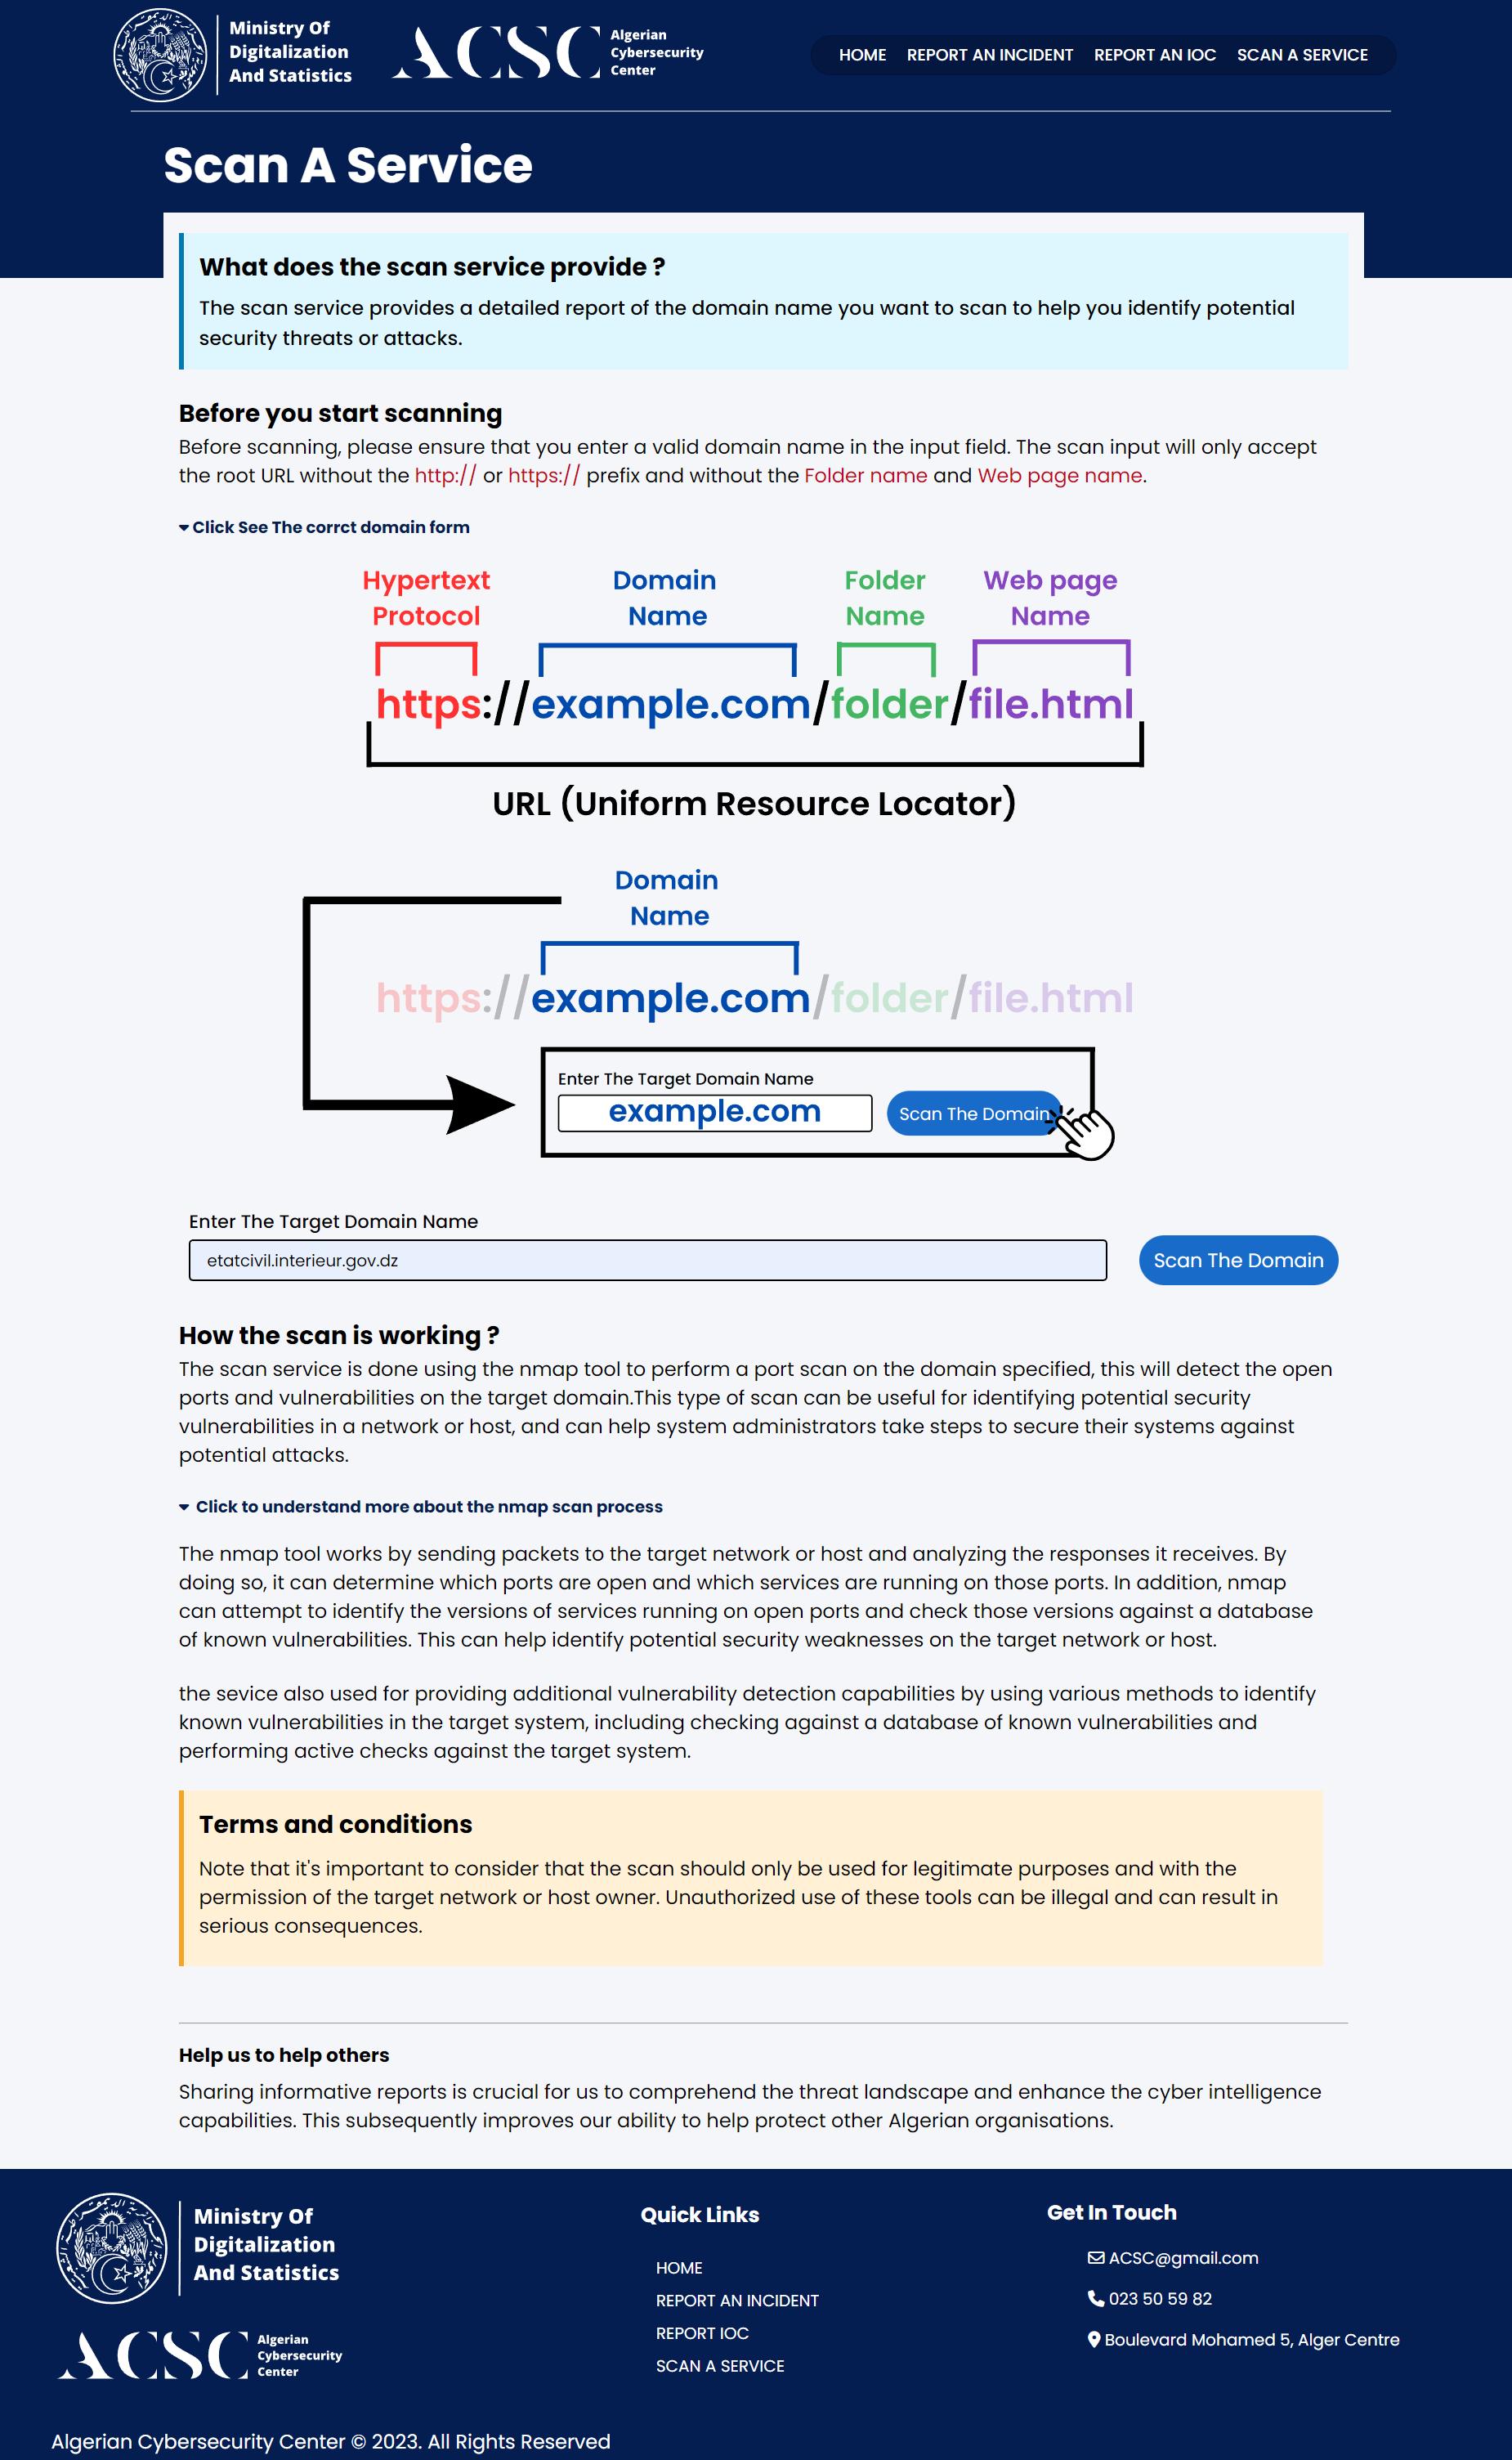 Ministry Of
Digitalization
And Statistics
ACSC
Algerian
Cybersecurity
Center
HOME REPORT AN INCIDENT REPORT AN IOC SCAN A SERVICE
Scan A Service
What does the scan service provide ?
The scan service provides a detailed report of the domain name you want to scan to help you identify potential
security threats or attacks.
Before you start scanning
Before scanning, please ensure that you enter a valid domain name in the input field. The scan input will only accept
the root URL without the http:// or https:// prefix and without the Folder name and Web page name.
Click See The corrct domain form
Hypertext
Protocol
Domain
Name
Folder
Name
Web page
Name
https://example.com/folder/file.html
URL (Uniform Resource Locator)
Domain
Name
https://example.com/folder/file.html
Enter The Target Domain Name
example.com
Scan The Domain
Enter The Target Domain Name
etatcivil.interieur.gov.dz
Scan The Domain
How the scan is working ?
The scan service is done using the nmap tool to perform a port scan on the domain specified, this will detect the open
ports and vulnerabilities on the target domain.This type of scan can be useful for identifying potential security
vulnerabilities in a network or host, and can help system administrators take steps to secure their systems against
potential attacks.
Click to understand more about the nmap scan process
The nmap tool works by sending packets to the target network or host and analyzing the responses it receives. By
doing so, it can determine which ports are open and which services are running on those ports. In addition, nmap
can attempt to identify the versions of services running on open ports and check those versions against a database
of known vulnerabilities. This can help identify potential security weaknesses on the target network or host.
the sevice also used for providing additional vulnerability detection capabilities by using various methods to identify
known vulnerabilities in the target system, including checking against a database of known vulnerabilities and
performing active checks against the target system.
Terms and conditions
Note that it's important to consider that the scan should only be used for legitimate purposes and with the
permission of the target network or host owner. Unauthorized use of these tools can be illegal and can result in
serious consequences.
Help us to help others
Sharing informative reports is crucial for us to comprehend the threat landscape and enhance the cyber intelligence
capabilities. This subsequently improves our ability to help protect other Algerian organisations.
Ministry Of
Digitalization
And Statistics
ACSC
Algerian
Cybersecurity
Center
Quick Links
HOME
REPORT AN INCIDENT
REPORT IOC
SCAN A SERVICE
Get In Touch
ACSC@gmail.com
023 50 59 82
Boulevard Mohamed 5, Alger Centre
Algerian Cybersecurity Center © 2023. All Rights Reserved